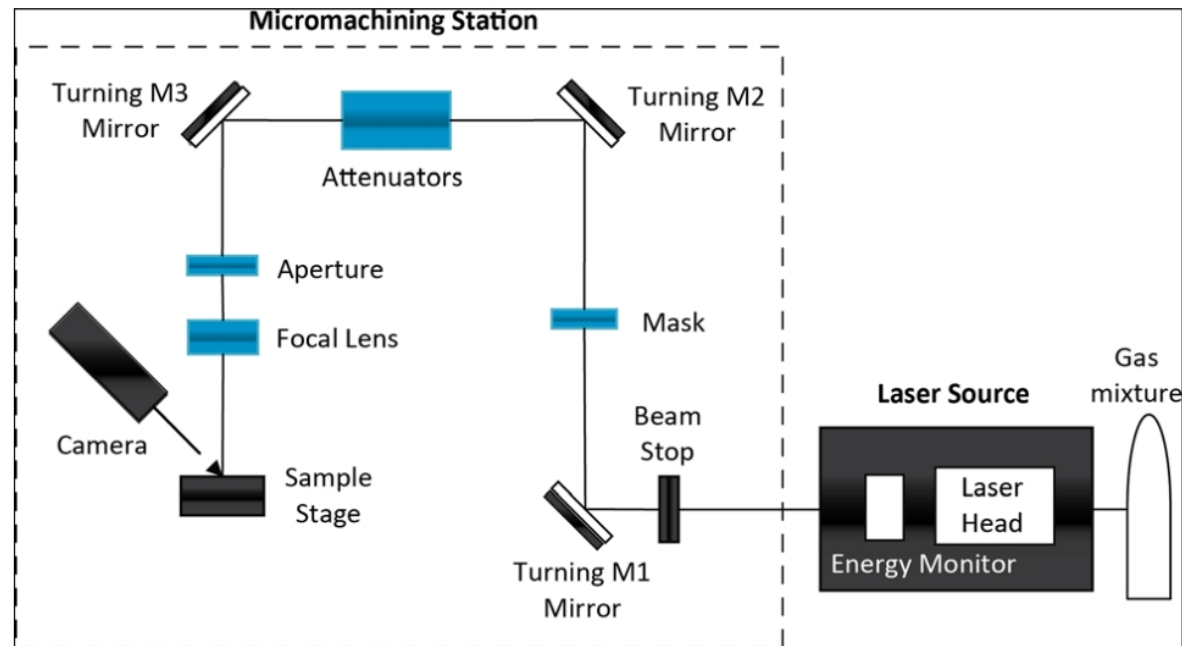 Micromachining Station
Turning M3
Mirror
Attenuators
Turning M2
Mirror
Aperture
Focal Lens
Mask
Camera
Sample
Stage
Beam
Stop
Turning M1
Mirror
Laser Source
Gas
mixture
Laser
Head
Energy Monitor